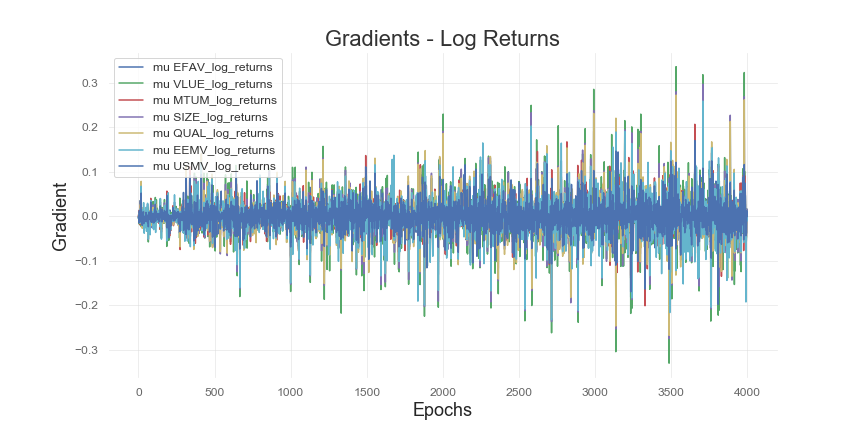 Gradients - Log Returns
mu EFAV_log_returns
mu VLUE_log_returns
mu MTUM_log_returns
mu SIZE_log_returns
mu QUAL_log_returns
mu EEMV_log_returns
mu USMV_log_returns
Gradient
0.3
0.2
0.1
0.0
−0.1
−0.2
−0.3
0 500 1000 1500 2000 2500 3000 3500 4000
Epochs